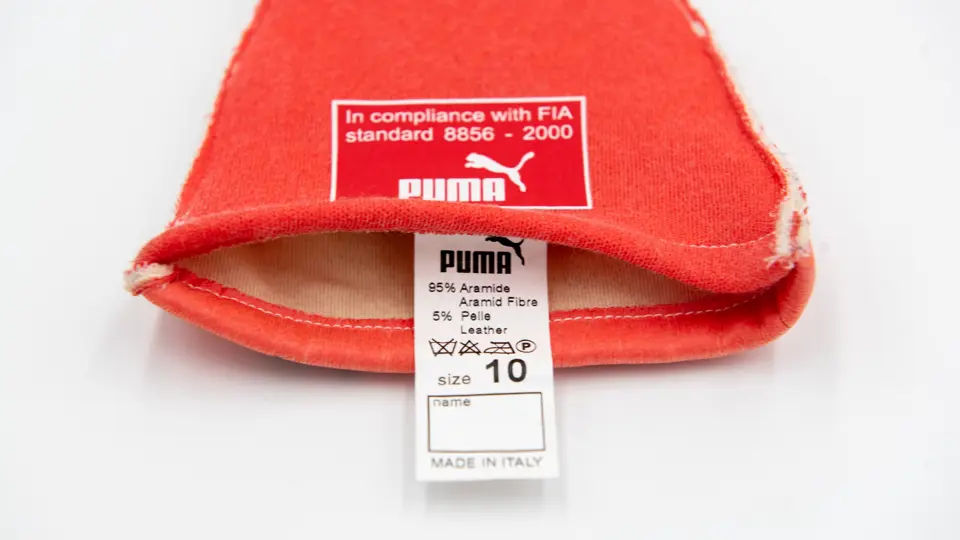 In compliance with FIA
standard 8856 - 2000
PUMA
PUMA
95% Aramide
Aramid Fibre
5% Pelle
Leather
P
size 10
name
MADE IN ITALY